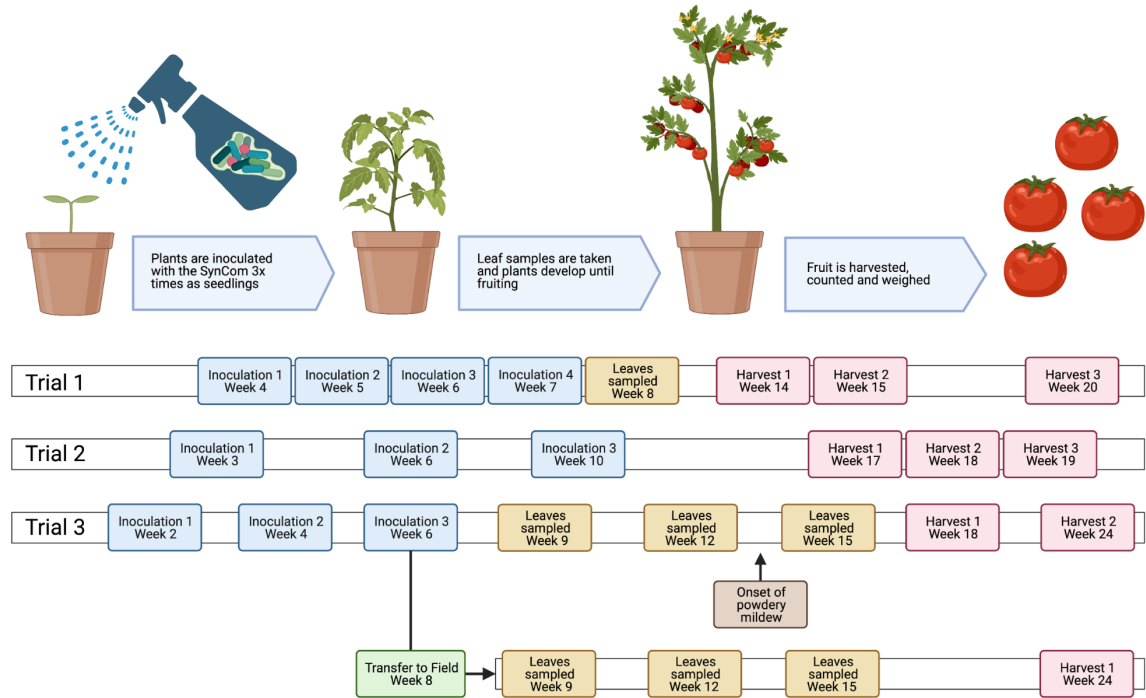 Plants are inoculated
with the SynCom 3x
times as seedlings
Leaf samples are taken
and plants develop until
fruiting
Fruit is harvested,
counted and weighed
Trial 1
Inoculation 1
Week 4
Inoculation 2
Week 5
Inoculation 3
Week 6
Inoculation 4
Week 7
Leaves
sampled
Week 8
Harvest 1
Week 14
Harvest 2
Week 15
Harvest 3
Week 20
Trial 2
Inoculation 1
Week 3
Inoculation 2
Week 6
Inoculation 3
Week 10
Harvest 1
Week 17
Harvest 2
Week 18
Harvest 3
Week 19
Trial 3
Inoculation 1
Week 2
Inoculation 2
Week 4
Inoculation 3
Week 6
Leaves
sampled
Week 9
Leaves
sampled
Week 12
Leaves
sampled
Week 15
Harvest 1
Week 18
Harvest 2
Week 24
Onset of
powdery
mildew
Transfer to Field
Week 8
Leaves
sampled
Week 9
Leaves
sampled
Week 12
Leaves
sampled
Week 15
Harvest 1
Week 24